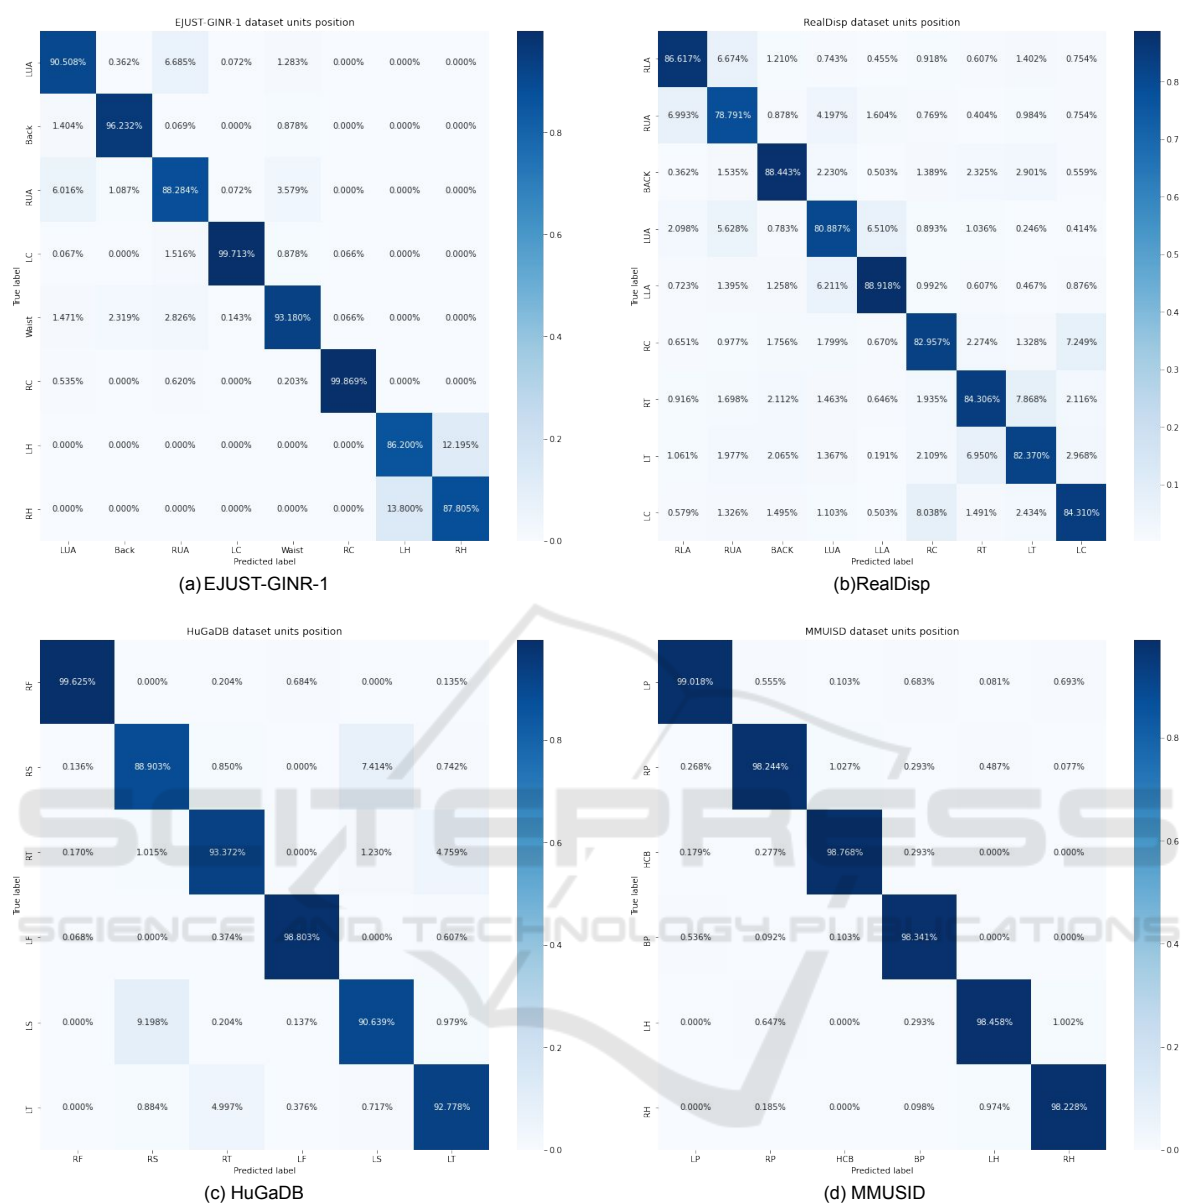 EJUST-GINR-1 dataset units position
LUA 90.508% 0.362% 6.685% 0.072% 1.283% 0.000% 0.000% 0.000%
Back 1.404% 96.232% 0.069% 0.000% 0.878% 0.000% 0.000% 0.000%
RUA 6.016% 1.087% 88.284% 0.072% 3.579% 0.000% 0.000% 0.000%
LC 0.067% 0.000% 1.516% 99.713% 0.878% 0.066% 0.000% 0.000%
Waist 1.471% 2.319% 2.826% 0.143% 93.180% 0.066% 0.000% 0.000%
RC 0.535% 0.000% 0.620% 0.000% 0.203% 99.869% 0.000% 0.000%
LH 0.000% 0.000% 0.000% 0.000% 0.000% 0.000% 86.200% 12.195%
RH 0.000% 0.000% 0.000% 0.000% 0.000% 0.000% 13.800% 87.805%
True label
LUA Back RUA LC Waist RC LH RH
Predicted label
0.8
0.6
0.4
0.2
0.0
(a) EJUST-GINR-1
RealDisp dataset units position
RLA 86.617% 6.674% 1.210% 0.743% 0.455% 0.918% 0.607% 1.402% 0.754%
RUA 6.993% 78.791% 0.878% 4.197% 1.604% 0.769% 0.404% 0.984% 0.754%
BACK 0.362% 1.535% 88.443% 2.230% 0.503% 1.389% 2.325% 2.901% 0.559%
LUA 2.098% 5.628% 0.783% 80.887% 6.510% 0.893% 1.036% 0.246% 0.414%
LLA 0.723% 1.395% 1.258% 6.211% 88.918% 0.992% 0.607% 0.467% 0.876%
RC 0.651% 0.977% 1.756% 1.799% 0.670% 82.957% 2.274% 1.328% 7.249%
RT 0.916% 1.698% 2.112% 1.463% 0.646% 1.935% 84.306% 7.868% 2.116%
LT 1.061% 1.977% 2.065% 1.367% 0.191% 2.109% 6.950% 82.370% 2.968%
LC 0.579% 1.326% 1.495% 1.103% 0.503% 8.038% 1.491% 2.434% 84.310%
True label
RLA RUA BACK LUA LLA RC RT LT LC
Predicted label
0.8
0.7
0.6
0.5
0.4
0.3
0.2
0.1
(b)RealDisp
HuGaDB dataset units position
RF 99.625% 0.000% 0.204% 0.684% 0.000% 0.135%
RS 0.136% 88.903% 0.850% 0.000% 7.414% 0.742%
RT 0.170% 1.015% 93.372% 0.000% 1.230% 4.759%
LF 0.068% 0.000% 0.374% 98.803% 0.000% 0.607%
LS 0.000% 9.198% 0.204% 0.137% 90.639% 0.979%
LT 0.000% 0.884% 4.997% 0.376% 0.717% 92.778%
True label
RF RS RT LF LS LT
Predicted label
0.8
0.6
0.4
0.2
0.0
(c) HuGaDB
MMUISD dataset units position
LP 99.018% 0.555% 0.103% 0.683% 0.081% 0.693%
RP 0.268% 98.244% 1.027% 0.293% 0.487% 0.077%
HCB 0.179% 0.277% 98.768% 0.293% 0.000% 0.000%
BP 0.536% 0.092% 0.103% 98.341% 0.000% 0.000%
LH 0.000% 0.647% 0.000% 0.293% 98.458% 1.002%
RH 0.000% 0.185% 0.000% 0.098% 0.974% 98.228%
True label
LP RP HCB BP LH RH
Predicted label
0.8
0.6
0.4
0.2
0.0
(d) MMUSID
SCITEPRESS
SCIENCE AND TECHNOLOGY PUBLICATIONS